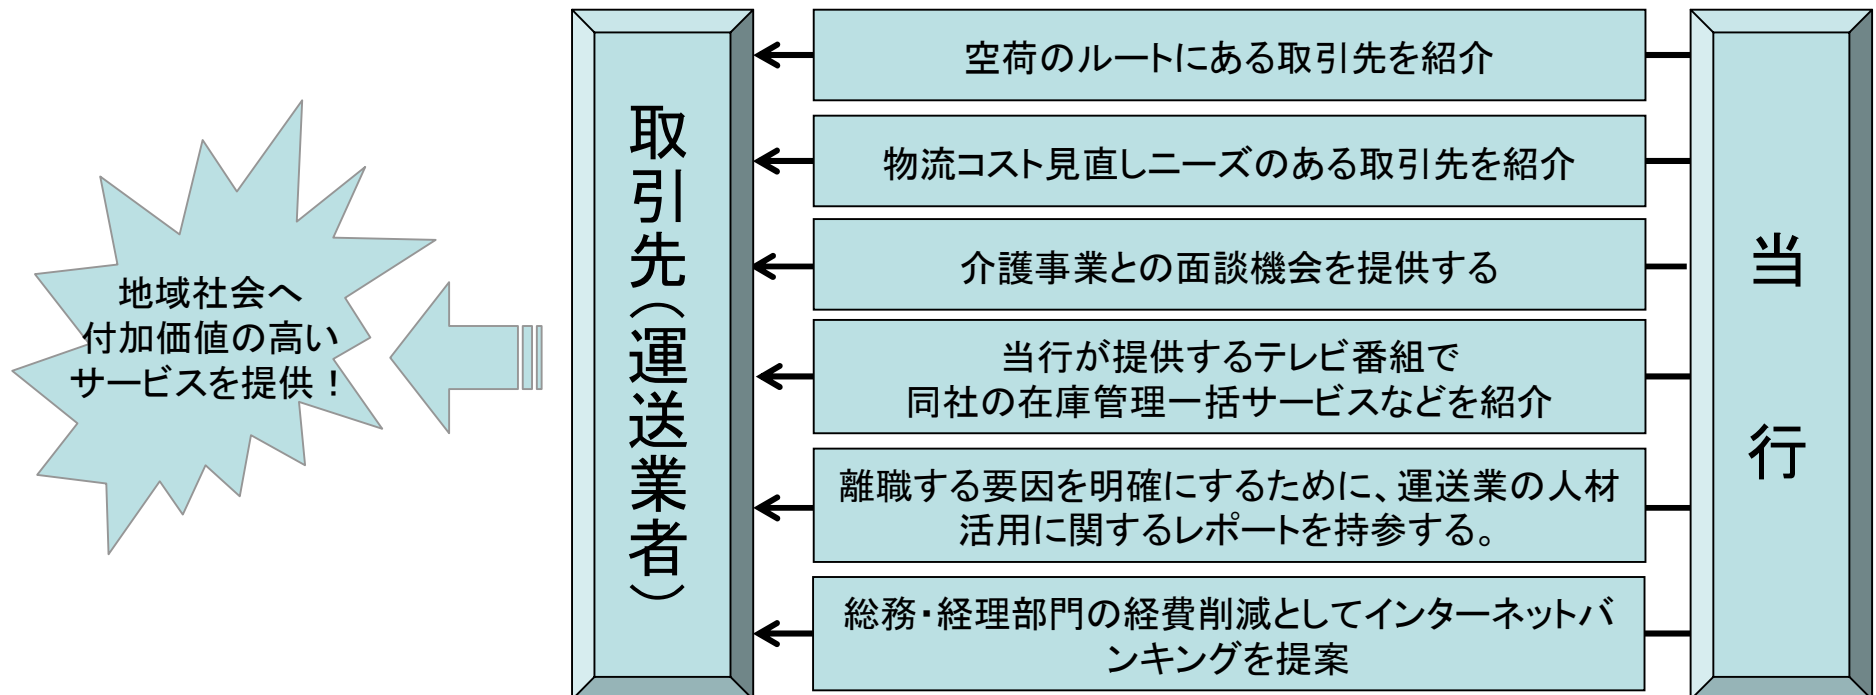 地域社会へ
付加価値の高い
サービスを提供！
取引先（運送業者）
空荷のルートにある取引先を紹介
物流コスト見直しニーズのある取引先を紹介
介護事業との面談機会を提供する
当行が提供するテレビ番組で
同社の在庫管理一括サービスなどを紹介
離職する要因を明確にするために、運送業の人材
活用に関するレポートを持参する。
総務・経理部門の経費削減としてインターネットバ
ンキングを提案
当行